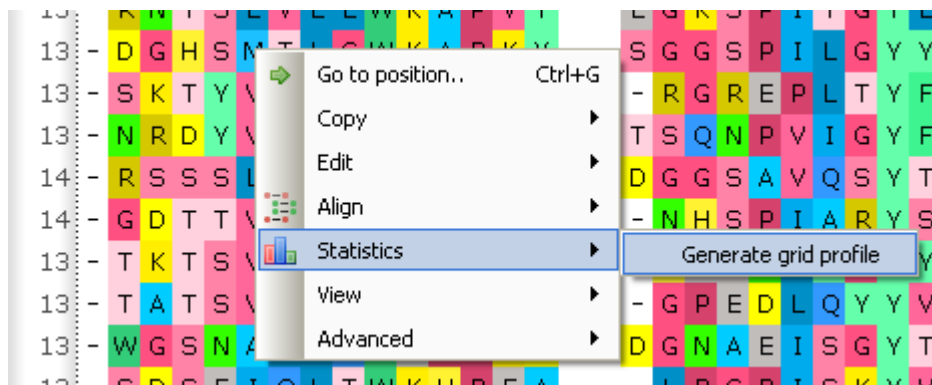 13 - D G H S M S G G S P I L G Y Y
Go to position.. Ctrl+G
13 - S K T Y - R G R E P L T Y F
Copy
13 - N R D Y T S Q N P V I G Y F
Edit
14 - R S S S L D G G S A V Q S Y T
Align
14 - G D T T - N H S P I A R Y S
Statistics
Generate grid profile
13 - T K T S
View
13 - T A T S - G P E D L Q Y Y V
Advanced
13 - W G S N A D G N A E I S G Y T